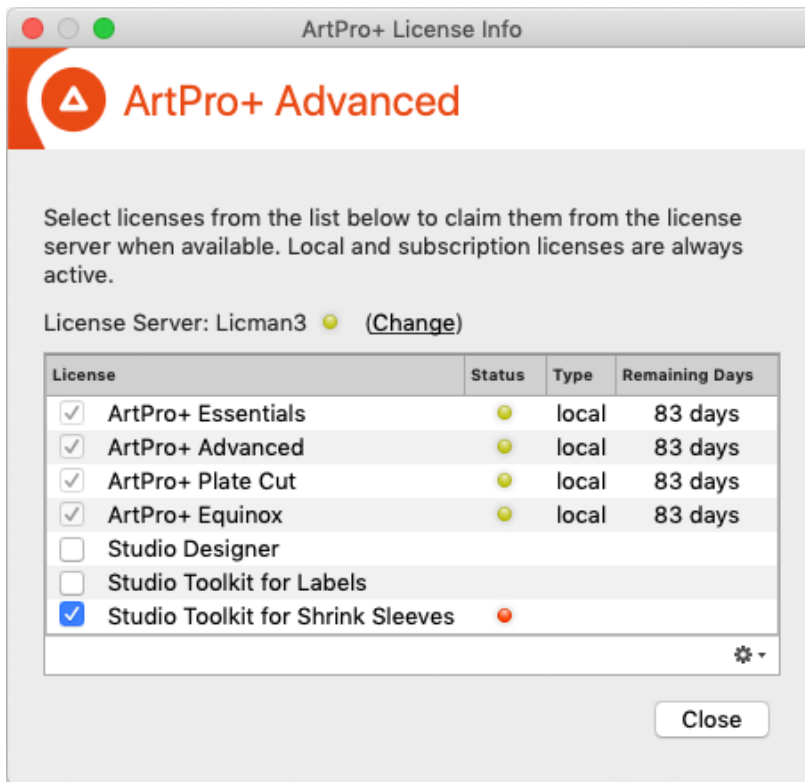 ArtPro+ License Info
ArtPro+ Advanced
Select licenses from the list below to claim them from the license
server when available. Local and subscription licenses are always
active.
License Server: Licman3 (Change)
License Status Type Remaining Days
ArtPro+ Essentials local 83 days
ArtPro+ Advanced local 83 days
ArtPro+ Plate Cut local 83 days
ArtPro+ Equinox local 83 days
Studio Designer
Studio Toolkit for Labels
Studio Toolkit for Shrink Sleeves
Close